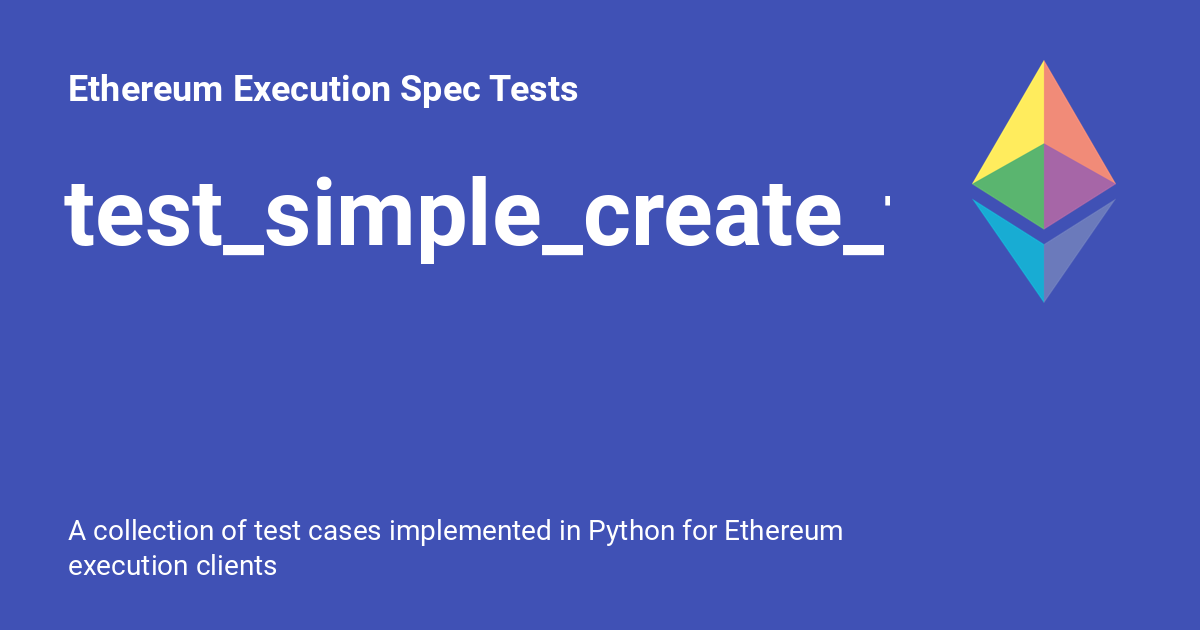 Ethereum Execution Spec Tests
test_simple_create_
A collection of test cases implemented in Python for Ethereum
execution clients